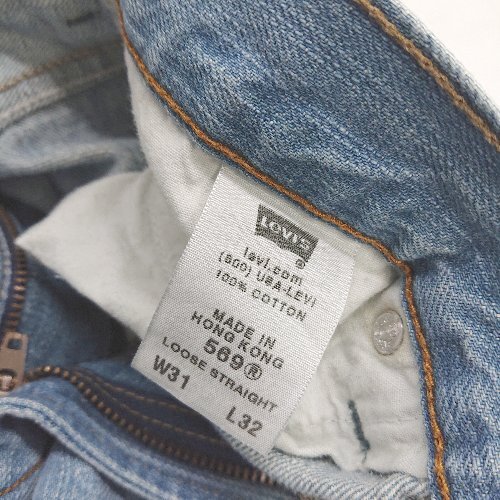 Levi's
®
levi.com
(800) USA-LEVI
100% COTTON
MADE IN
HONG KONG
569®
LOOSE STRAIGHT
W31 L32